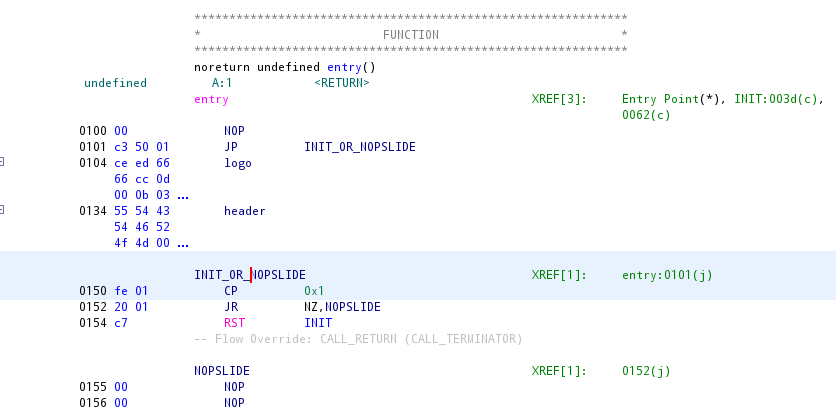 **************************************************************
* FUNCTION *
**************************************************************
noreturn undefined entry()
undefined A:1 <RETURN>
entry XREF[3]: Entry Point(*), INIT:003d(c),
0062(c)
0100 00 NOP
0101 c3 50 01 JP INIT_OR_NOPSLIDE
0104 ce ed 66 logo
66 cc 0d
00 0b 03 ...
0134 55 54 43 header
54 46 52
4f 4d 00 ...
INIT_OR_NOPSLIDE XREF[1]: entry:0101(j)
0150 fe 01 CP 0x1
0152 20 01 JR NZ,NOPSLIDE
0154 c7 RST INIT
-- Flow Override: CALL_RETURN (CALL_TERMINATOR)
NOPSLIDE XREF[1]: 0152(j)
0155 00 NOP
0156 00 NOP